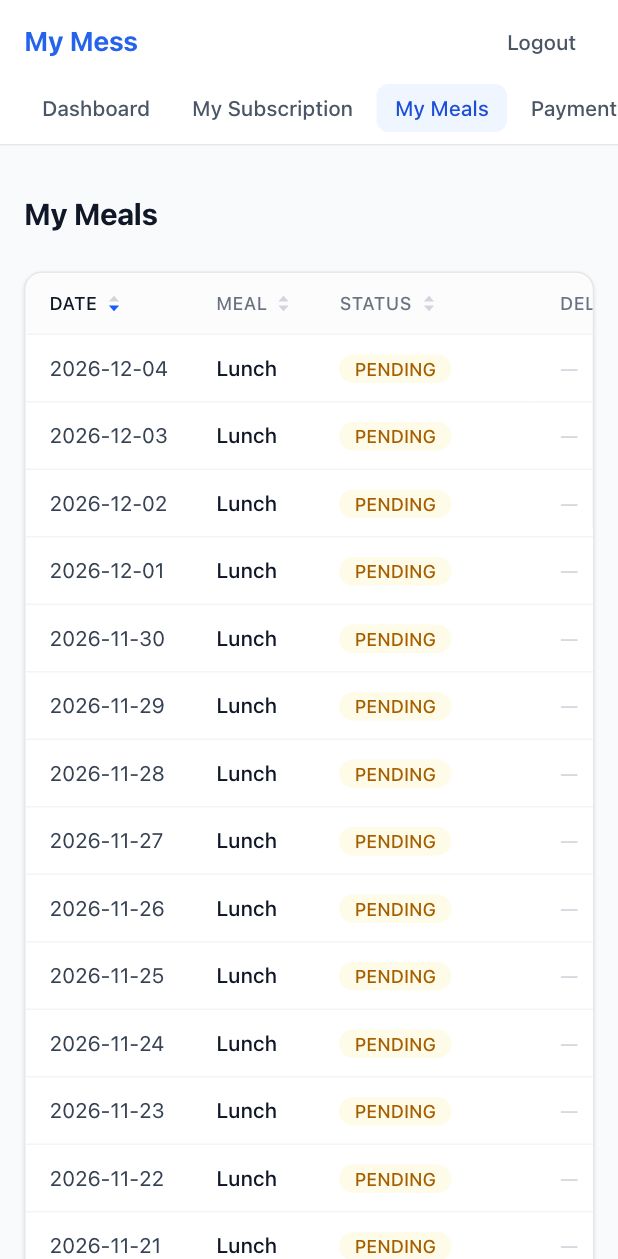 My Mess Logout
Dashboard My Subscription My Meals Payment
My Meals
DATE MEAL STATUS DEL
2026-12-04 Lunch PENDING —
2026-12-03 Lunch PENDING —
2026-12-02 Lunch PENDING —
2026-12-01 Lunch PENDING —
2026-11-30 Lunch PENDING —
2026-11-29 Lunch PENDING —
2026-11-28 Lunch PENDING —
2026-11-27 Lunch PENDING —
2026-11-26 Lunch PENDING —
2026-11-25 Lunch PENDING —
2026-11-24 Lunch PENDING —
2026-11-23 Lunch PENDING —
2026-11-22 Lunch PENDING —
2026-11-21 Lunch PENDING —